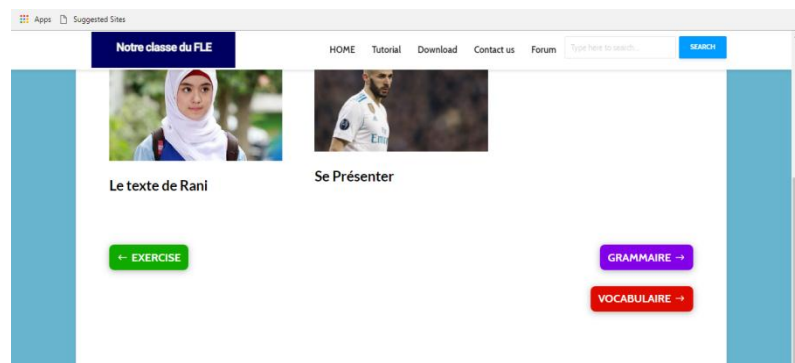 Apps Suggested Sites
Notre classe du FLE HOME Tutorial Download Contact us Forum Type here to search... SEARCH
Le texte de Rani Se Présenter
← EXERCISE GRAMMAIRE →
VOCABULAIRE →